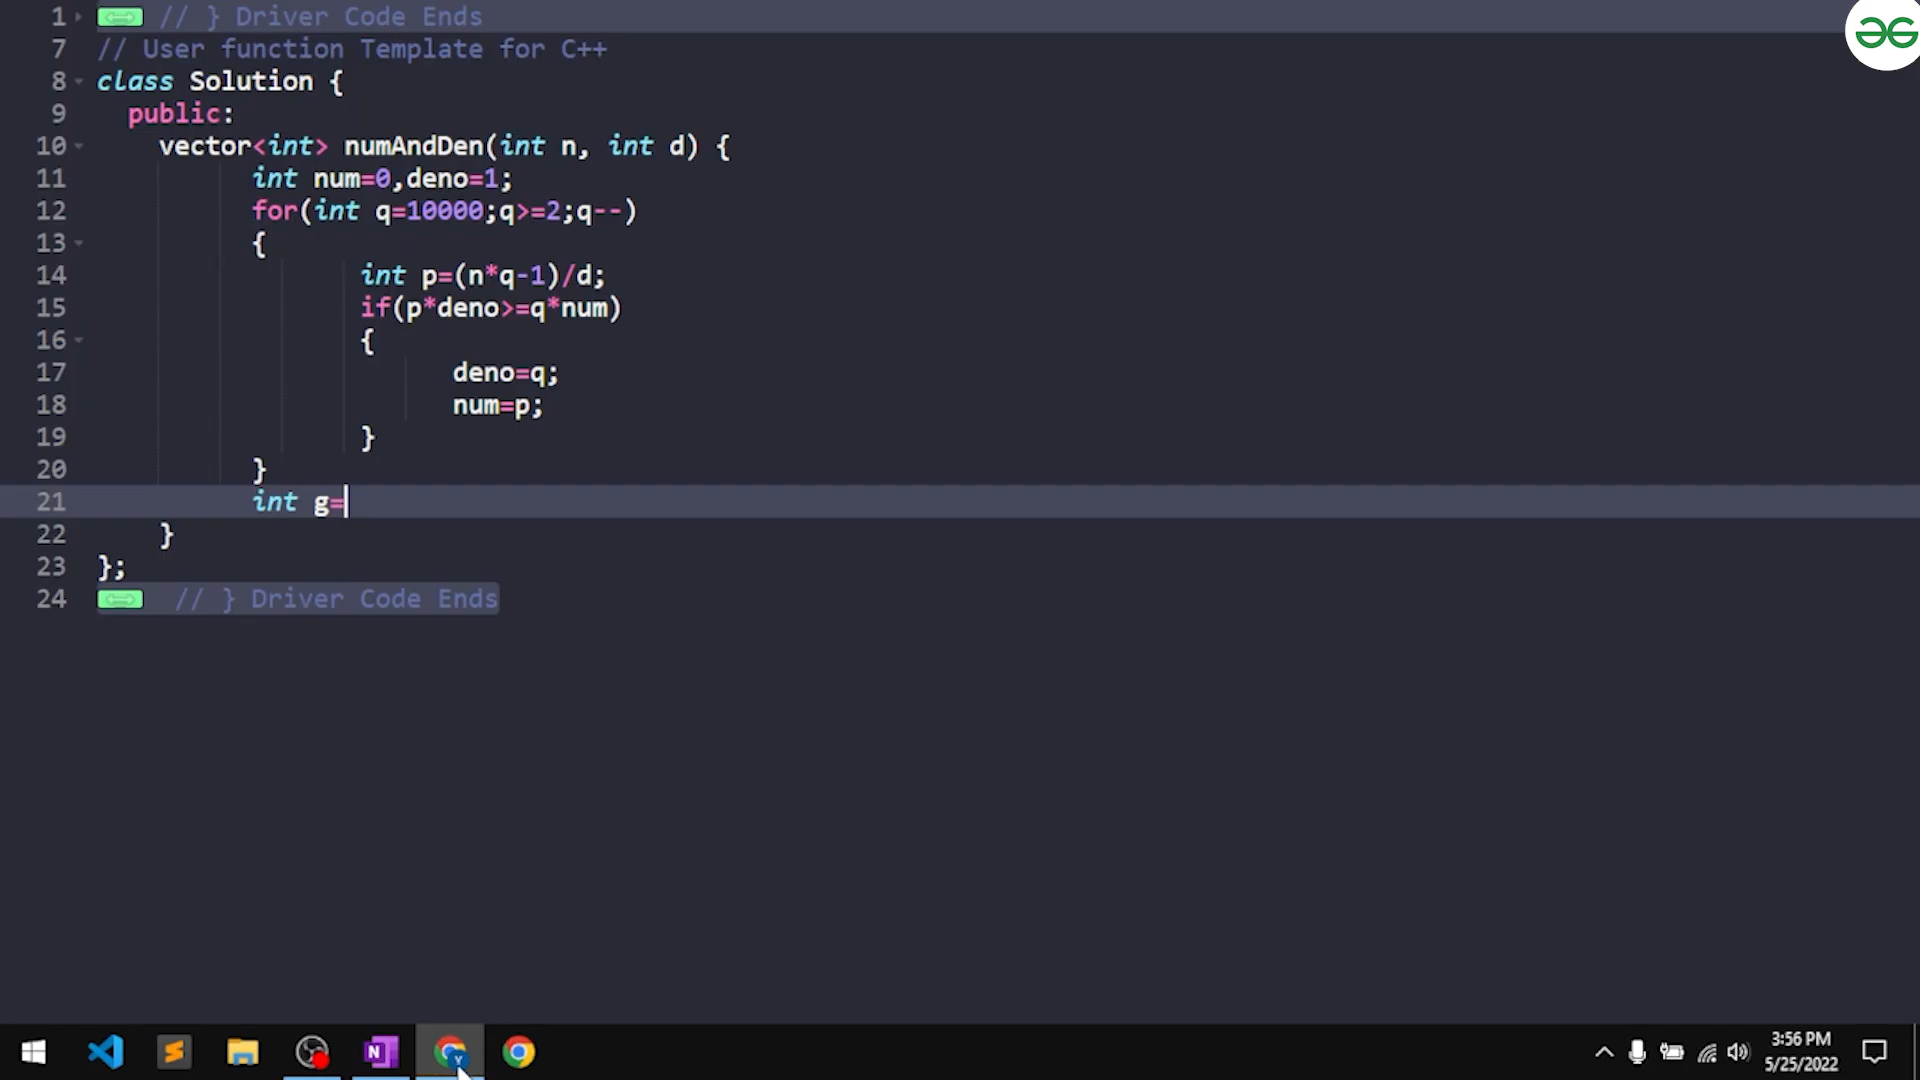 1 // } Driver Code Ends
7 // User function Template for C++
8 class Solution {
9 public:
10 vector<int> numAndDen(int n, int d) {
11 int num=0,deno=1;
12 for(int q=10000;q>=2;q--)
13 {
14 int p=(n*q-1)/d;
15 if(p*deno>=q*num)
16 {
17 deno=q;
18 num=p;
19 }
20 }
21 int g=
22 }
23 };
24 // } Driver Code Ends
3:56 PM
5/25/2022